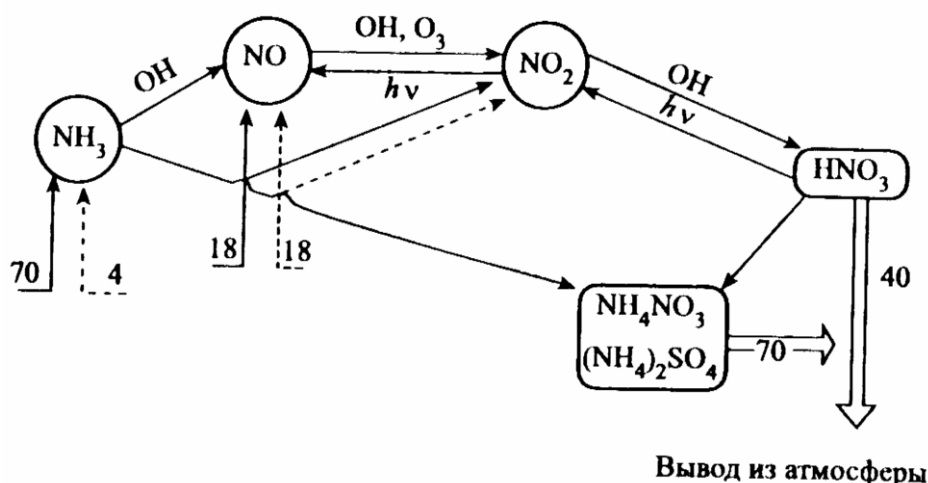 OH, O₃
NO
NO₂
OH
OH
hν
hν
NH₃
HNO₃
18
18
70
4
40
NH₄NO₃
(NH₄)₂SO₄
70
Вывод из атмосферы